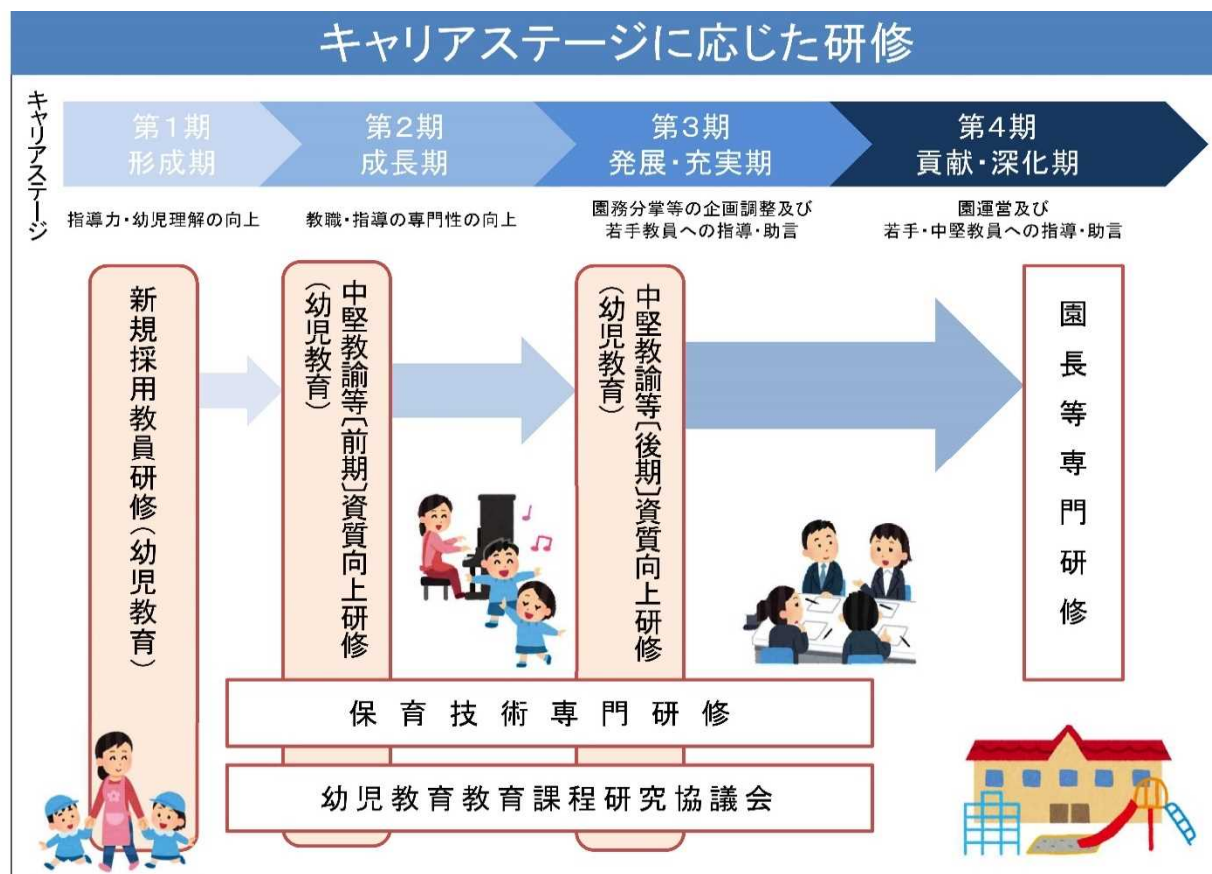 キャリアステージに応じた研修
キャリアステージ
第1期
形成期
第2期
成長期
第3期
発展・充実期
第4期
貢献・深化期
指導力・幼児理解の向上
教職・指導の専門性の向上
園務分掌等の企画調整及び
若手教員への指導・助言
園運営及び
若手・中堅教員への指導・助言
新規採用教員研修(幼児教育)
中堅教諭等[前期]資質向上研修
(幼児教育)
中堅教諭等[後期]資質向上研修
(幼児教育)
園長等専門研修
保育技術専門研修
幼児教育教育課程研究協議会